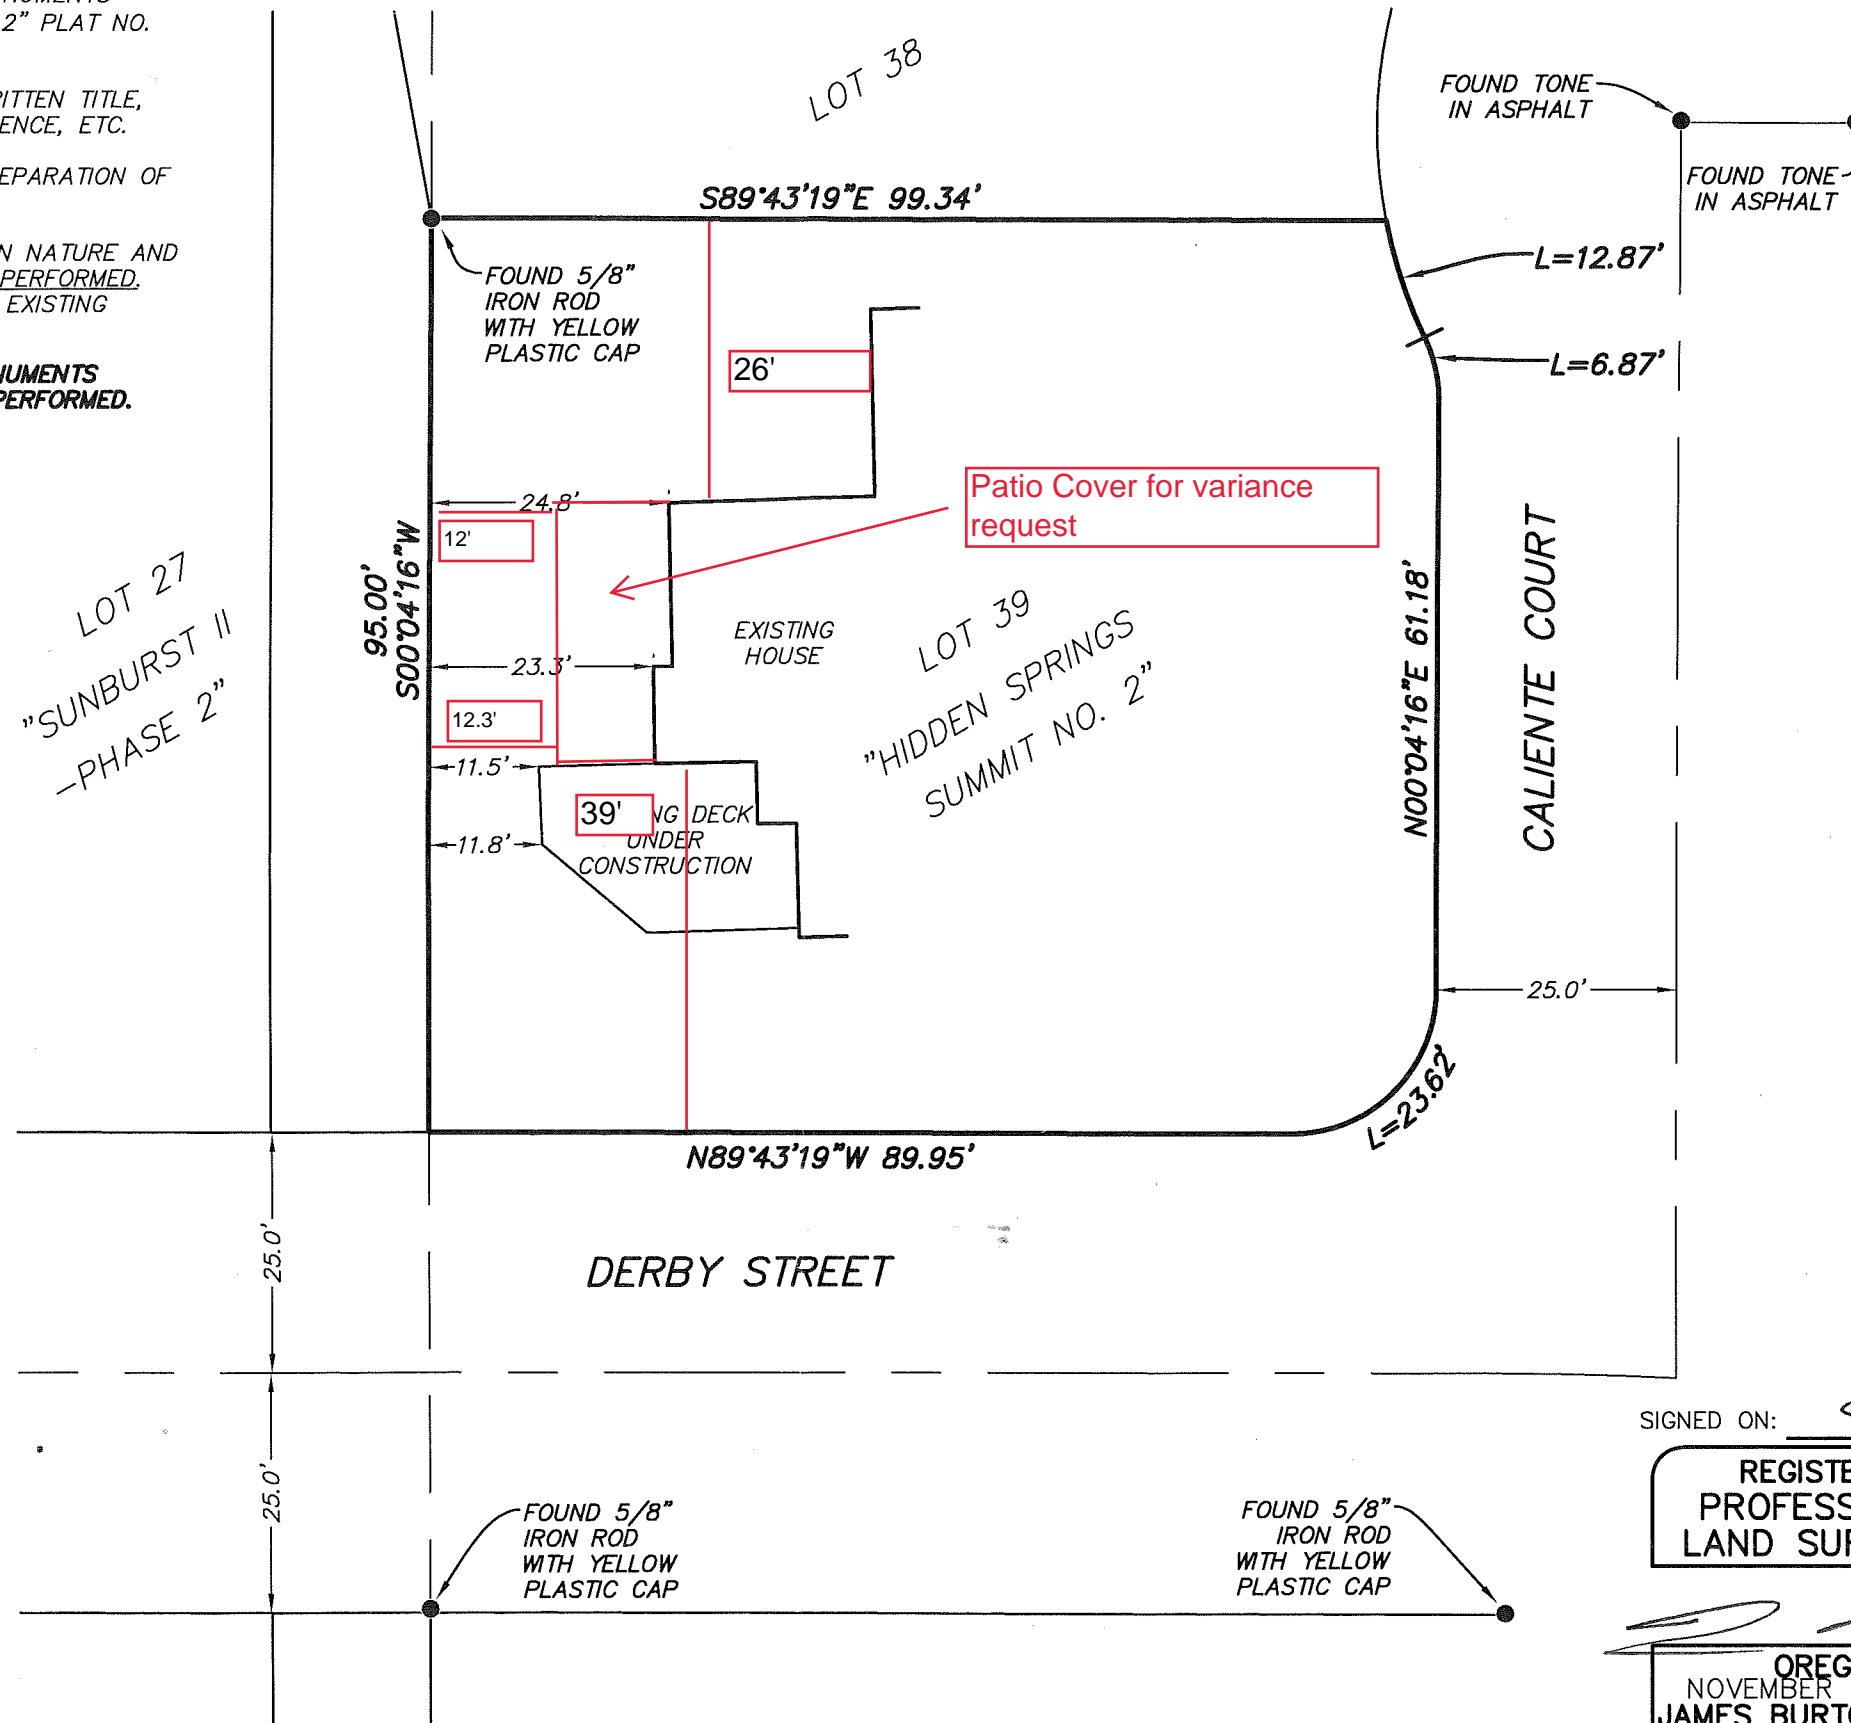 2" PLAT NO.
RITTEN TITLE,
ENCE, ETC.
EPARATION OF
N NATURE AND
PERFORMED.
EXISTING
NUMENTS
PERFORMED.
LOT 38
FOUND TONE
IN ASPHALT
FOUND TONE
IN ASPHALT
S89°43'19"E 99.34'
FOUND 5/8"
IRON ROD
WITH YELLOW
PLASTIC CAP
L=12.87'
L=6.87'
26'
Patio Cover for variance
request
24.8'
12'
95.00'
S00°04'16"W
LOT 27
"SUNBURST II
-PHASE 2"
23.3'
12.3'
EXISTING
HOUSE
LOT 39
"HIDDEN SPRINGS
SUMMIT NO. 2"
N00°04'16"E 61.18'
CALIENTE COURT
11.5'
39'
NG DECK
UNDER
CONSTRUCTION
11.8'
25.0'
L=23.62'
N89°43'19"W 89.95'
25.0'
DERBY STREET
25.0'
FOUND 5/8"
IRON ROD
WITH YELLOW
PLASTIC CAP
FOUND 5/8"
IRON ROD
WITH YELLOW
PLASTIC CAP
SIGNED ON:
REGISTE
PROFESS
LAND SUR
OREG
NOVEMBER
JAMES BURTO